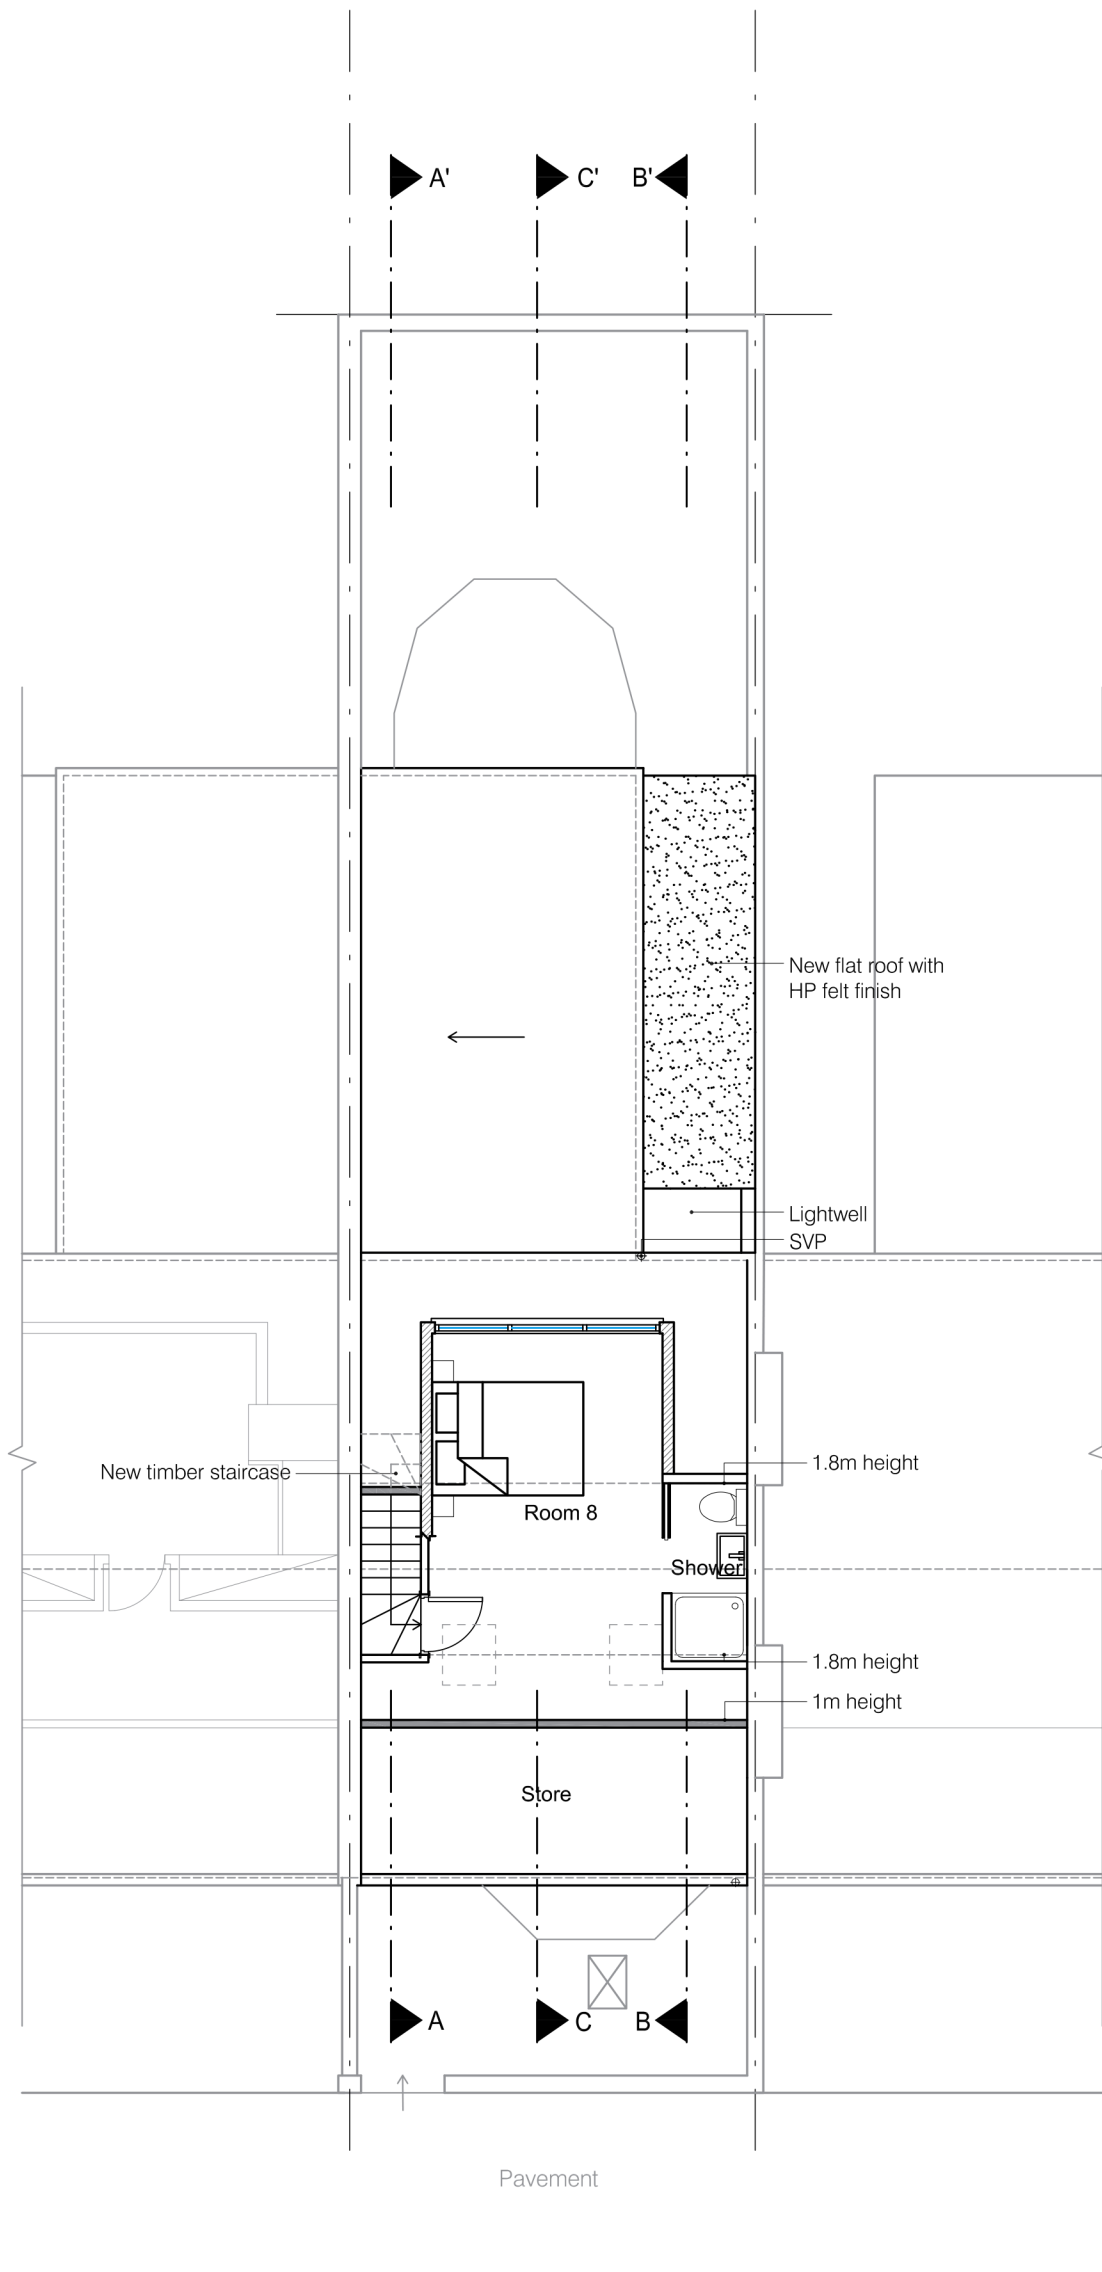 A'
C'
B'
New flat roof with
HP felt finish
Lightwell
SVP
1.8m height
New timber staircase
Room 8
Shower
1.8m height
1m height
Store
A
C
B
Pavement